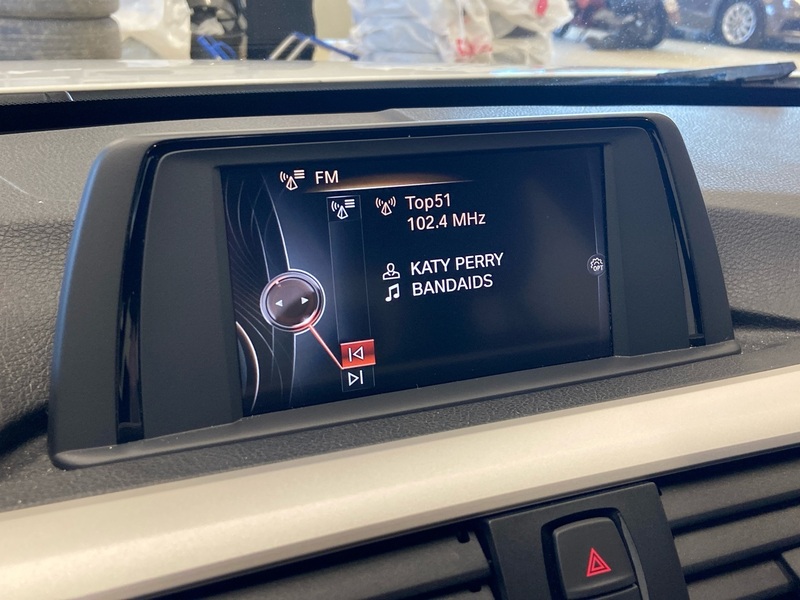 FM
Top51
102.4 MHz
KATY PERRY
BANDAIDS
OPT